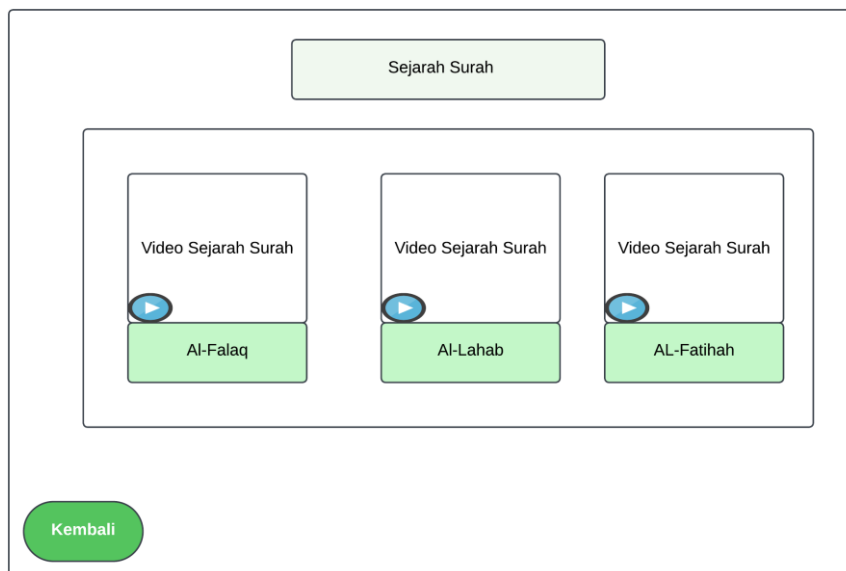 Sejarah Surah
Video Sejarah Surah
Video Sejarah Surah
Video Sejarah Surah
Al-Falaq
Al-Lahab
AL-Fatihah
Kembali